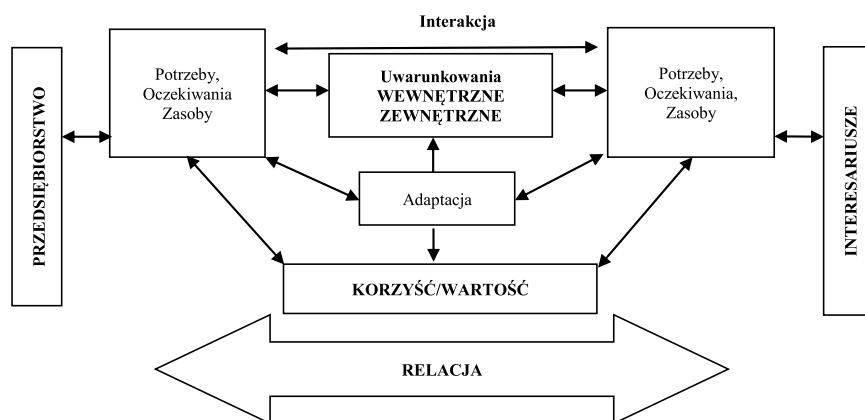 Interakcja
PRZEDSIĘBIORSTWO
Potrzeby,
Oczekiwania
Zasoby
Uwarunkowania
WEWNĘTRZNE
ZEWNĘTRZNE
Potrzeby,
Oczekiwania,
Zasoby
INTERESARIUSZE
Adaptacja
KORZYŚĆ/WARTOŚĆ
RELACJA